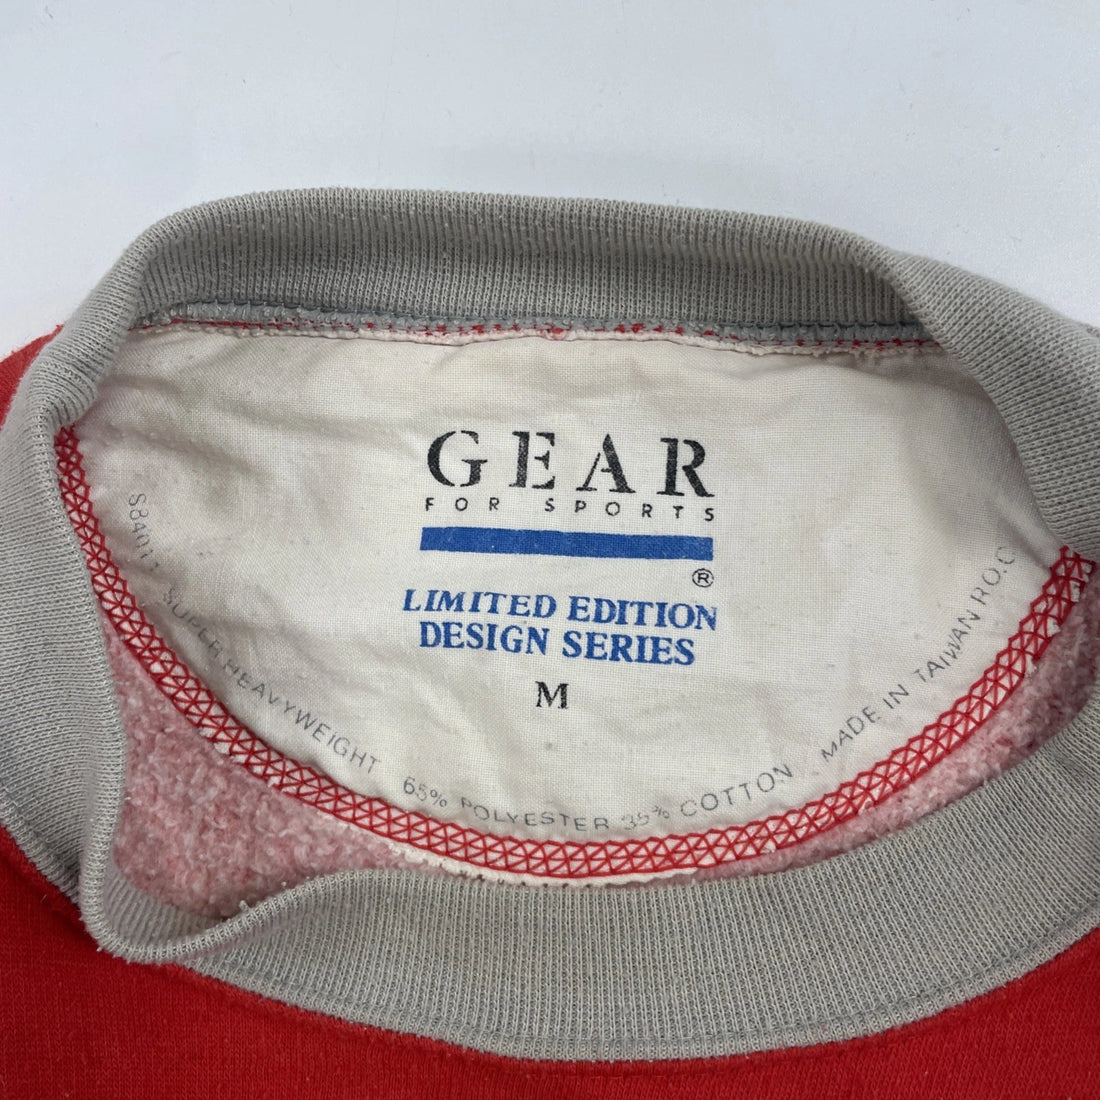 GEAR
FOR SPORTS
®
LIMITED EDITION
DESIGN SERIES
M
SUPER HEAVYWEIGHT 65% POLYESTER 35% COTTON MADE IN TAIWAN R.O.C